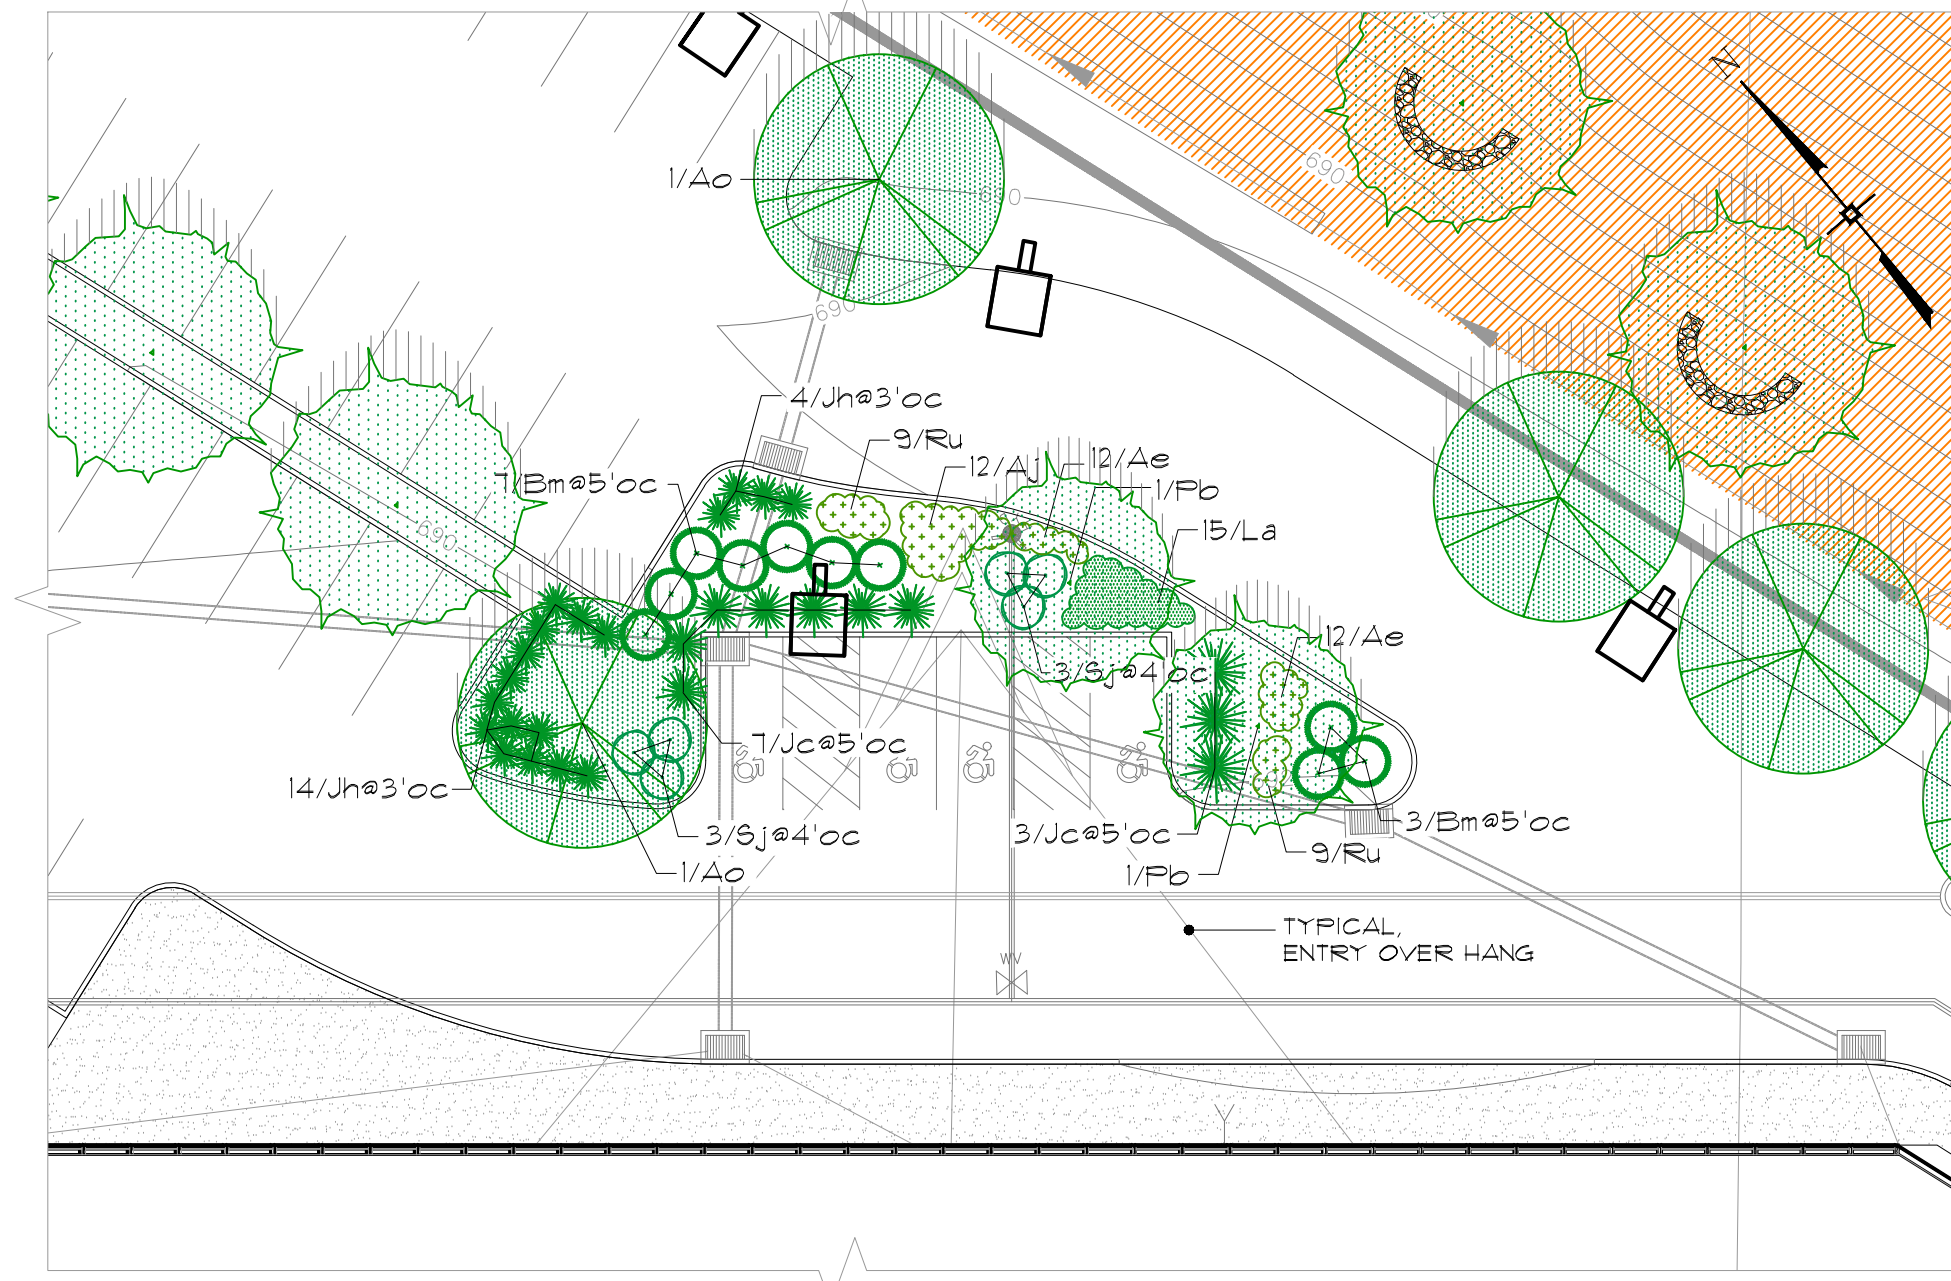 N
690
1/Ao
690
690
4/Jh@3'oc
9/Ru
12/Aj
12/Ae
7/Bm@5'oc
1/Pb
15/La
690
12/Ae
3/Sj@4'oc
7/Jc@5'oc
14/Jh@3'oc
3/Sj@4'oc
3/Jc@5'oc
3/Bm@5'oc
9/Ru
1/Ao
1/Pb
TYPICAL,
ENTRY OVER HANG
WV